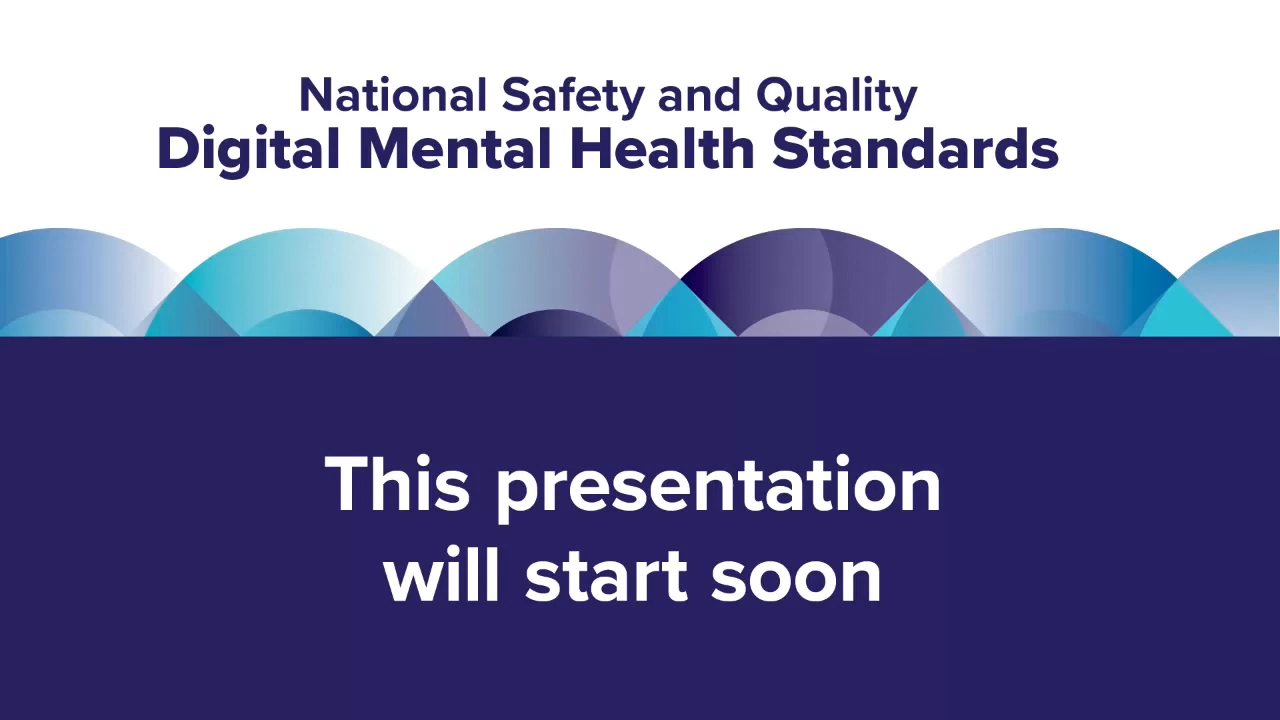 National Safety and Quality
Digital Mental Health Standards
This presentation
will start soon